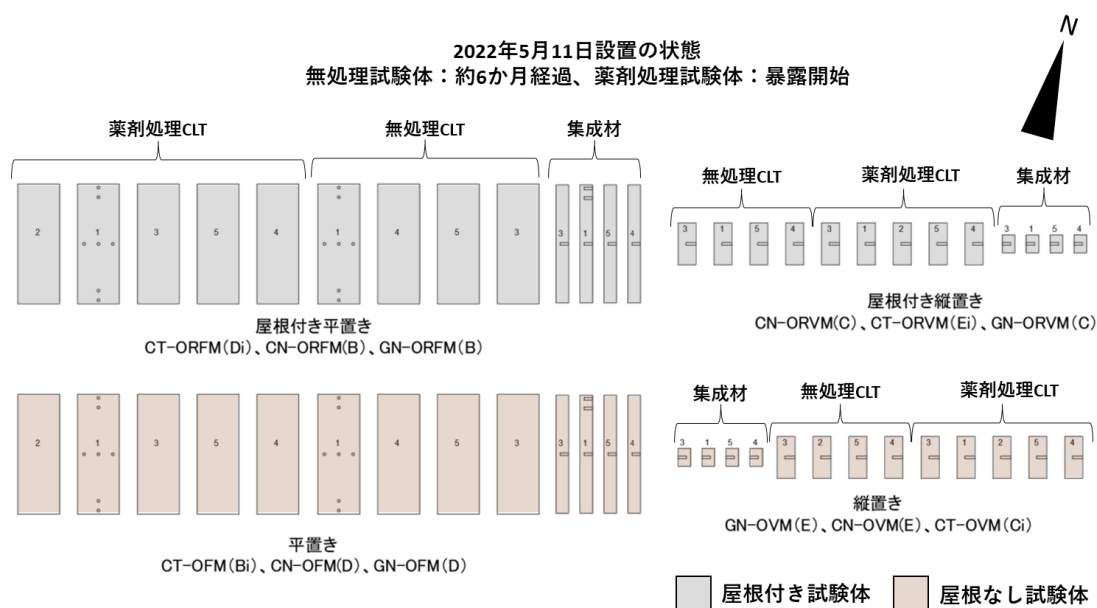 N
2022年5月11日設置の状態
無処理試験体：約6か月経過、薬剤処理試験体：暴露開始
薬剤処理CLT 無処理CLT 集成材
2 1 3 5 4 1 4 5 3 3 1 5 4
屋根付き平置き
CT-ORFM(Di)、CN-ORFM(B)、GN-ORFM(B)
無処理CLT 薬剤処理CLT 集成材
3 1 5 4 3 1 2 5 4 3 1 5 4
屋根付き縦置き
CN-ORVM(C)、CT-ORVM(Ei)、GN-ORVM(C)
2 1 3 5 4 1 4 5 3 3 1 5 4
平置き
CT-OFM(Bi)、CN-OFM(D)、GN-OFM(D)
集成材 無処理CLT 薬剤処理CLT
3 1 5 4 3 2 5 4 3 1 2 5 4
縦置き
GN-OVM(E)、CN-OVM(E)、CT-OVM(Ci)
屋根付き試験体 屋根なし試験体